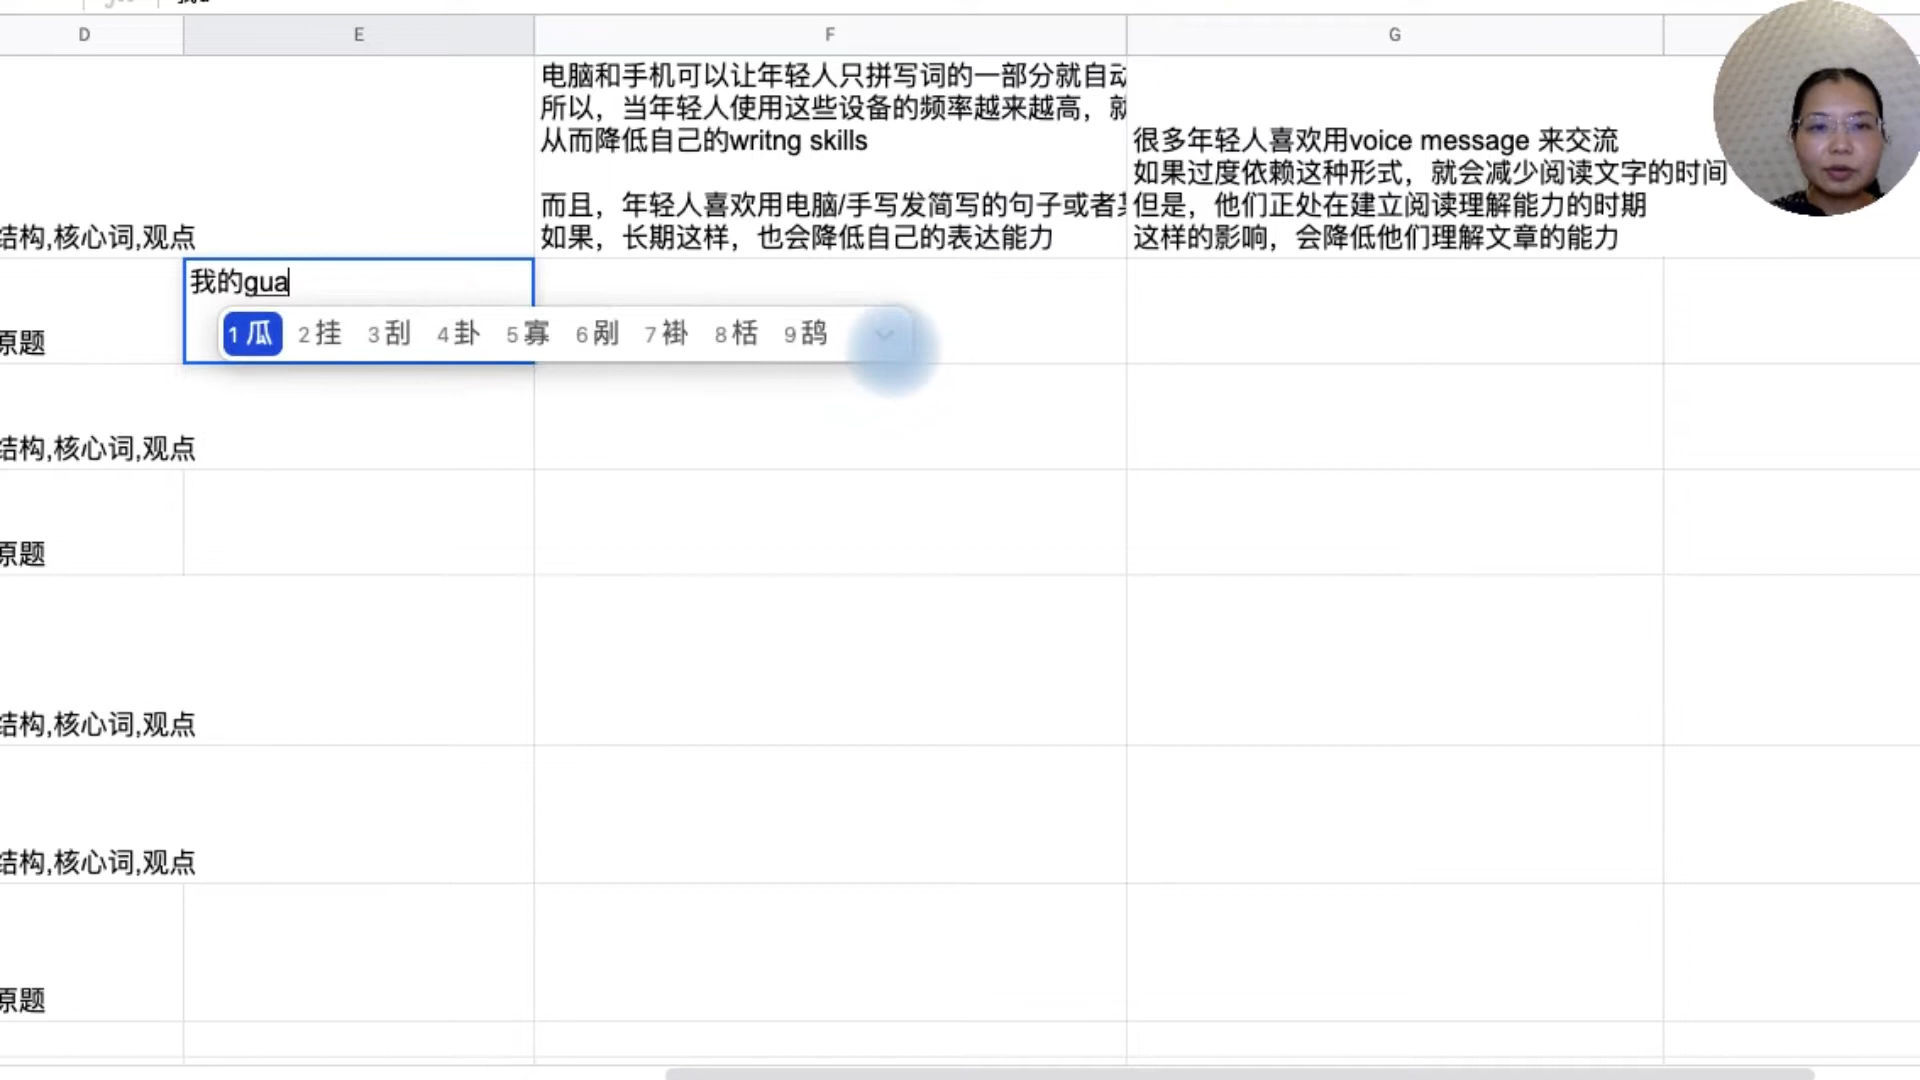 D
E
F
G
电脑和手机可以让年轻人只拼写词的一部分就自动
所以，当年轻人使用这些设备的频率越来越高，就
从而降低自己的writng skills
而且，年轻人喜欢用电脑/手写发简写的句子或者
如果，长期这样，也会降低自己的表达能力
很多年轻人喜欢用voice message 来交流
如果过度依赖这种形式，就会减少阅读文字的时间
但是，他们正处在建立阅读理解能力的时期
这样的影响，会降低他们理解文章的能力
结构,核心词,观点
我的gua
1 瓜 2 挂 3 刮 4 卦 5 寡 6 剐 7 褂 8 栝 9 鸹
原题
结构,核心词,观点
原题
结构,核心词,观点
结构,核心词,观点
原题